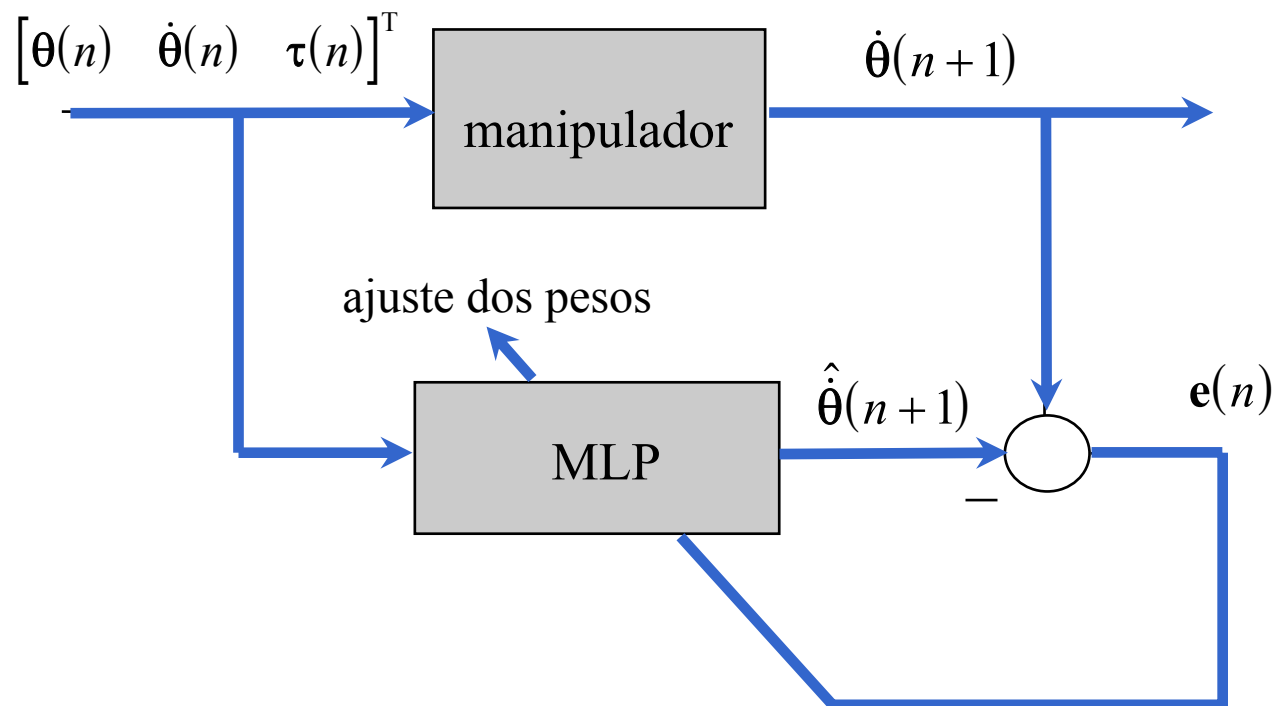 [θ(n) θ̇(n) τ(n)]ᵀ
θ̇(n + 1)
manipulador
ajuste dos pesos
θ̇̂(n + 1)
e(n)
MLP
−